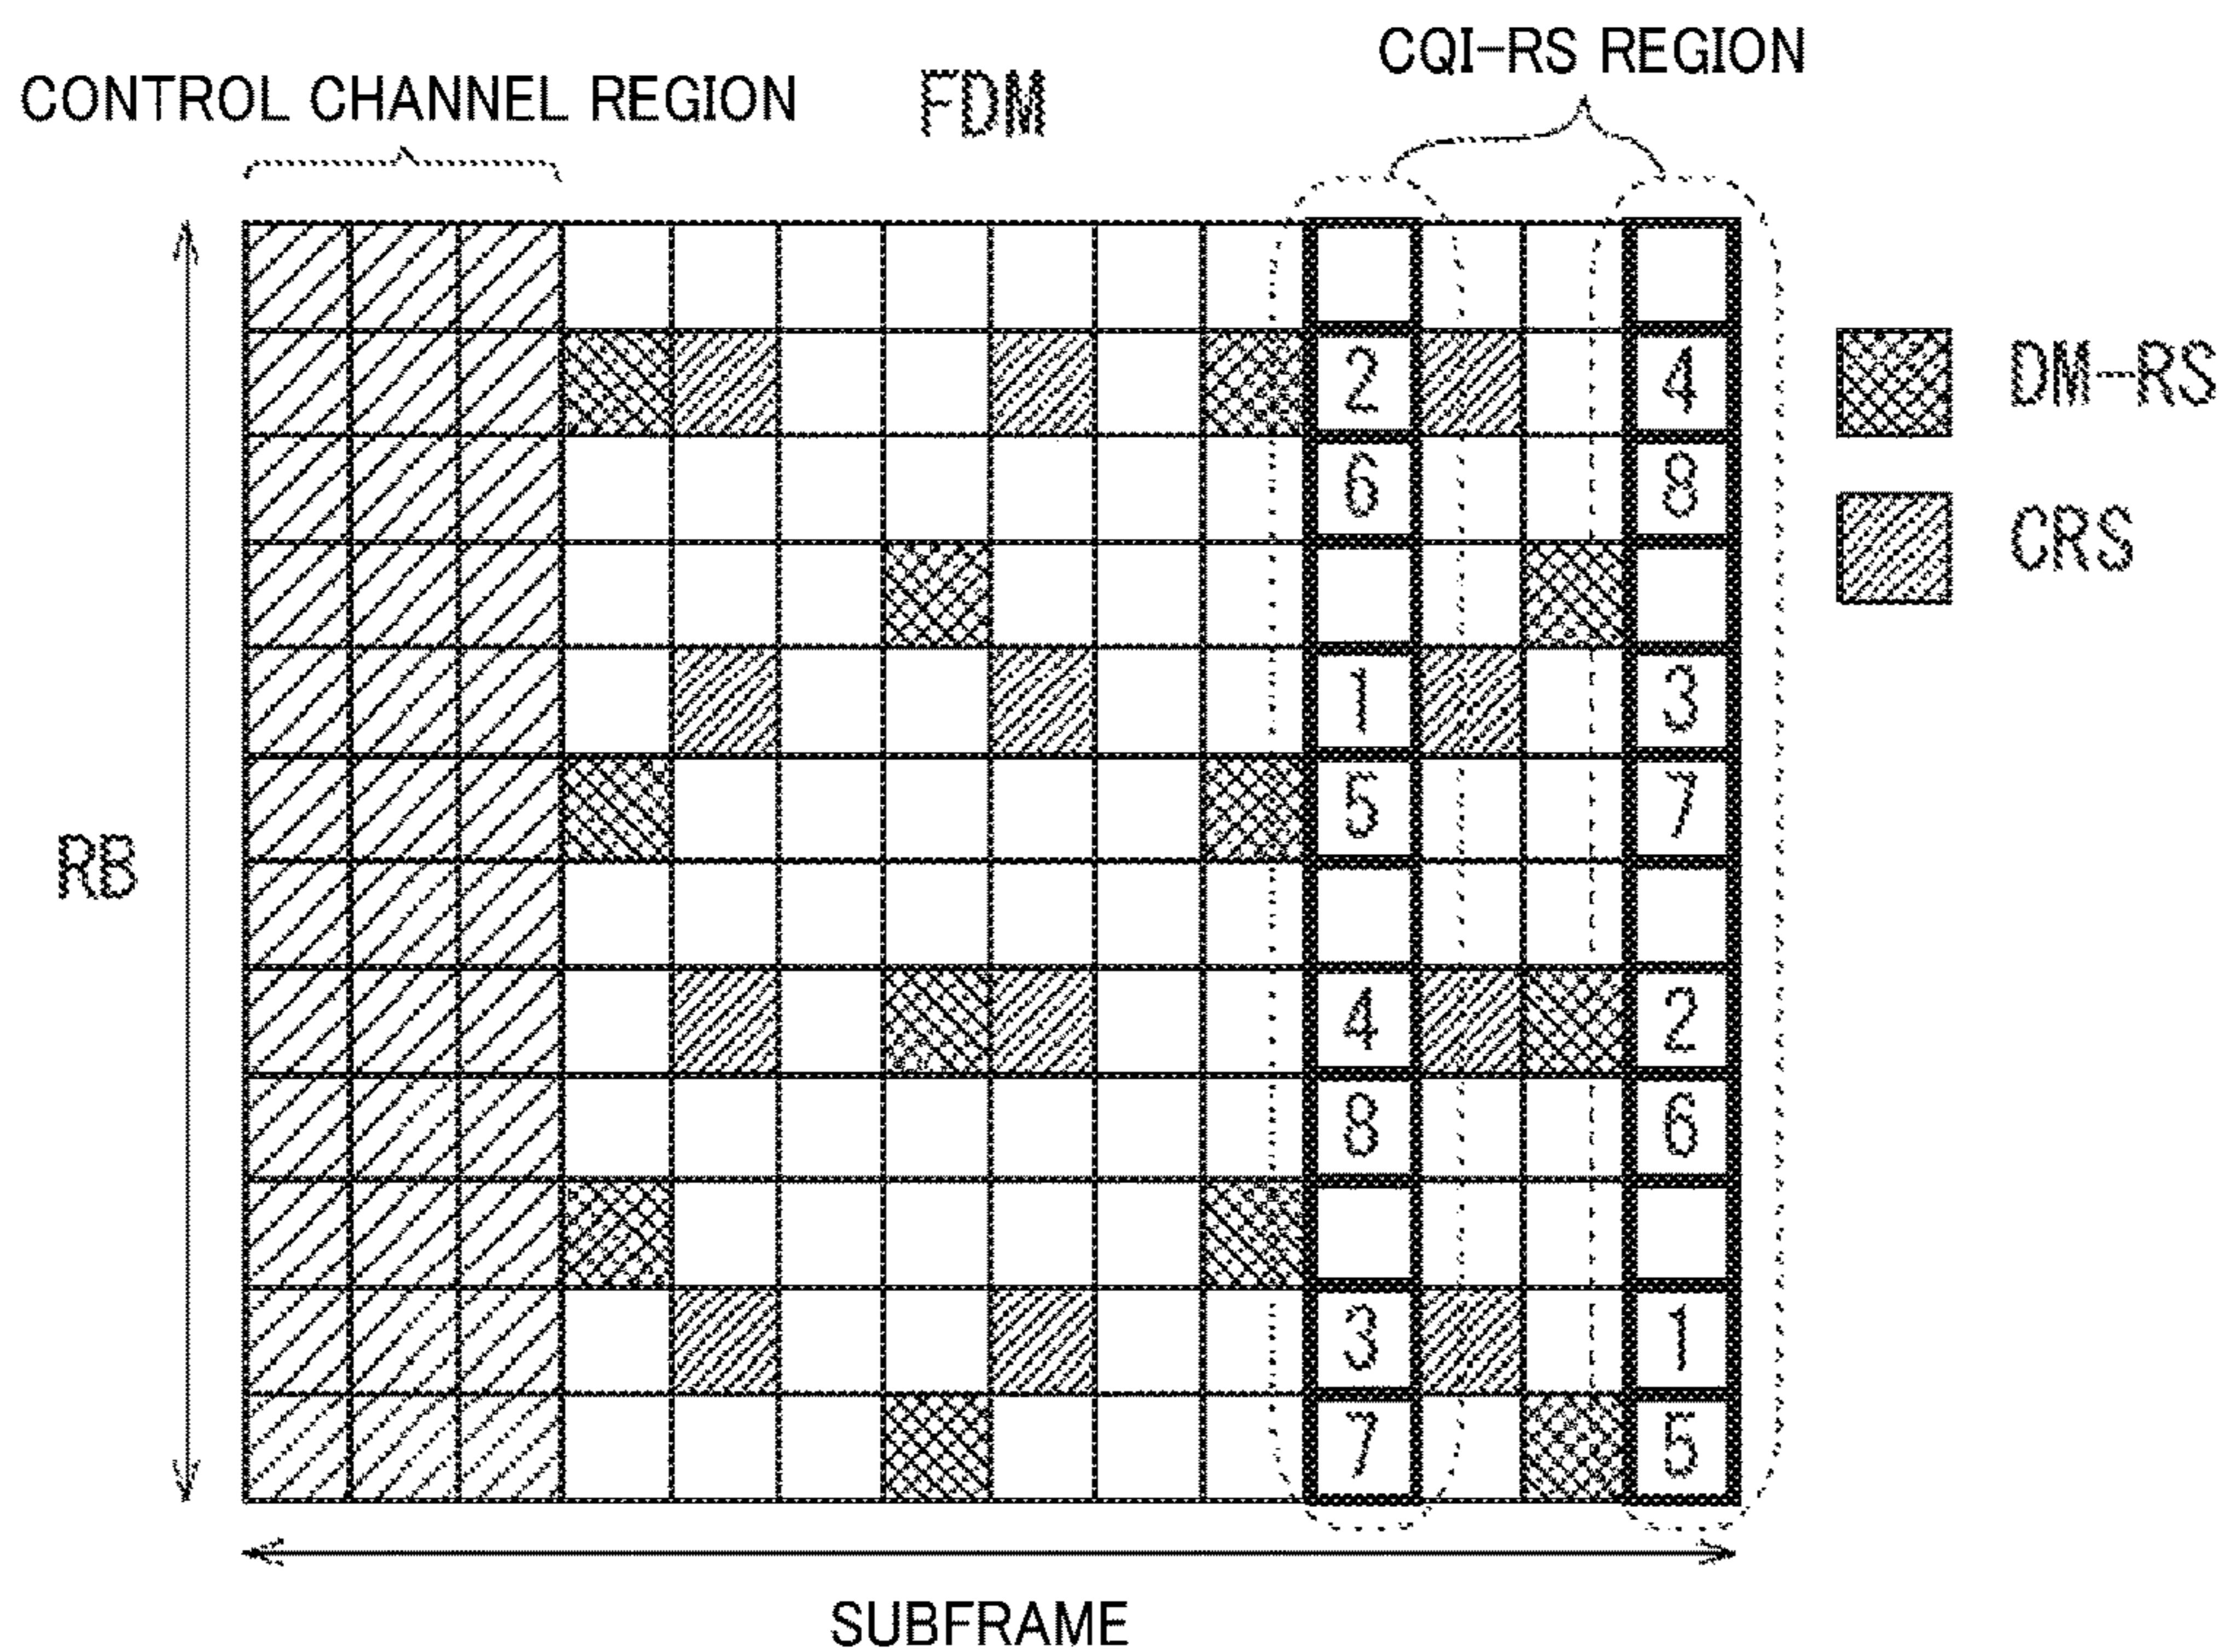 CQI-RS REGION
CONTROL CHANNEL REGION
FDM
2
4
DM-RS
6
8
CRS
1
3
5
7
RB
4
2
8
6
3
1
7
5
SUBFRAME